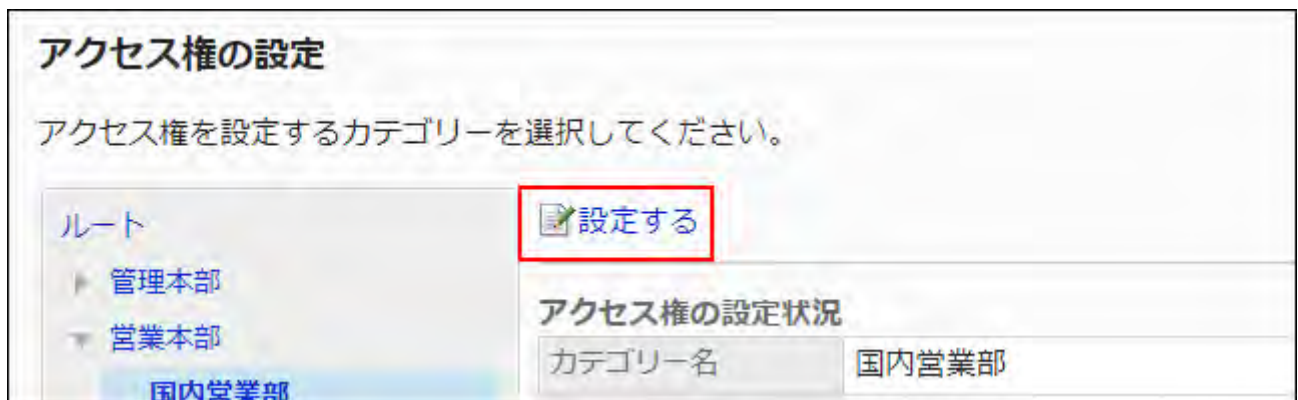 アクセス権の設定
アクセス権を設定するカテゴリーを選択してください。
ルート
管理本部
営業本部
国内営業部
設定する
アクセス権の設定状況
カテゴリー名 国内営業部